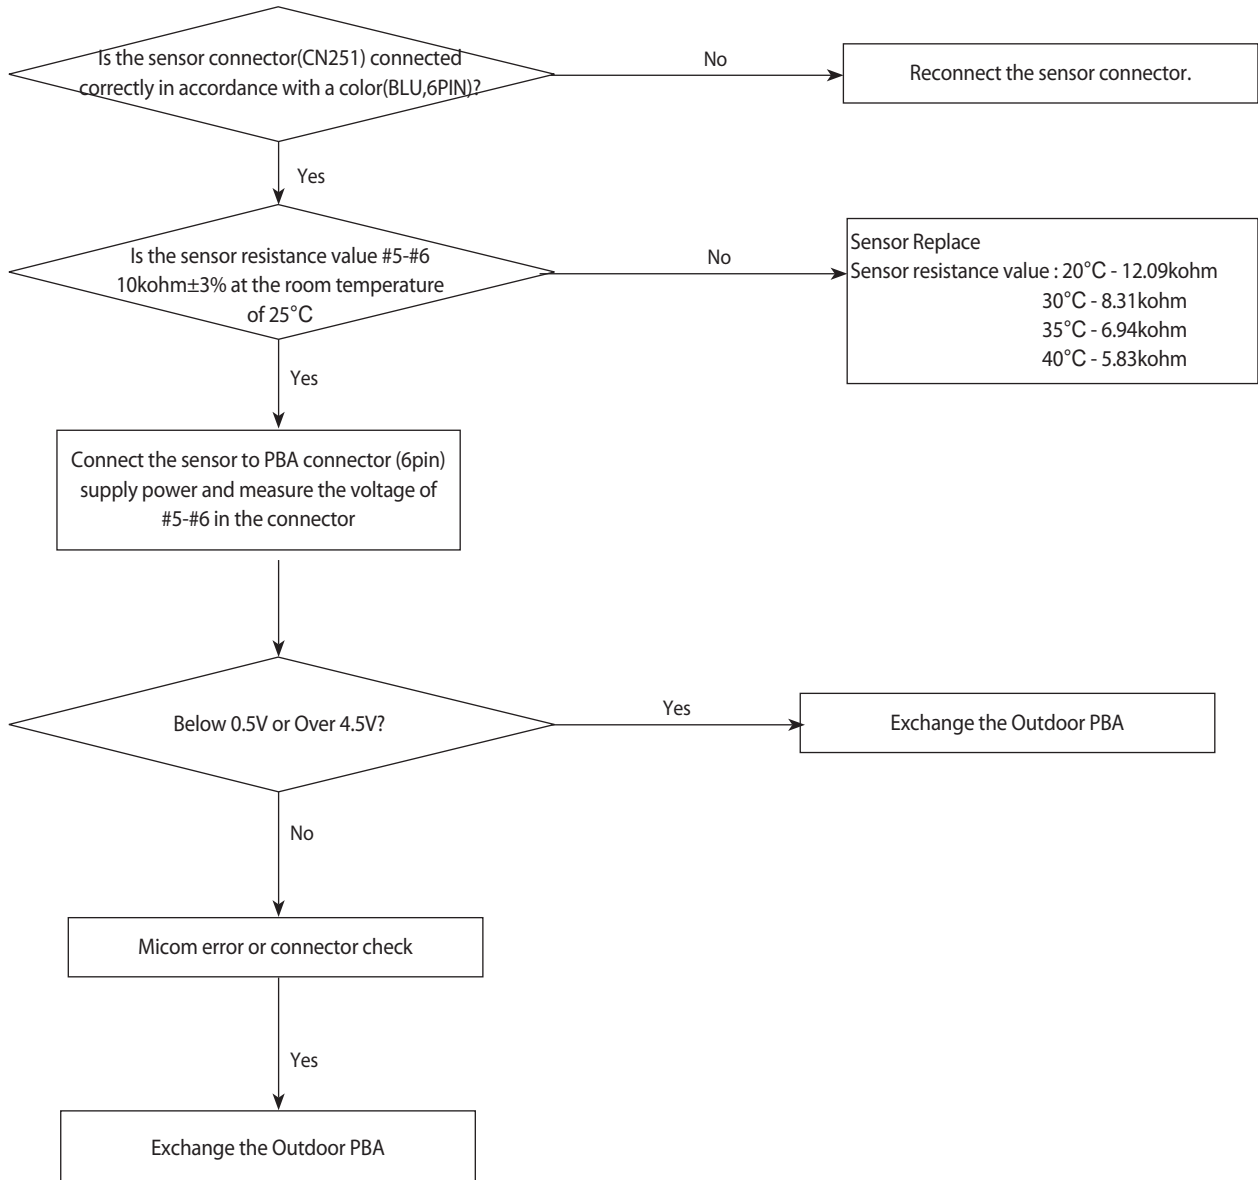 Is the sensor connector(CN251) connected
correctly in accordance with a color(BLU,6PIN)?
No
Reconnect the sensor connector.
Yes
Is the sensor resistance value #5-#6
10kohm±3% at the room temperature
of 25°C
No
Sensor Replace
Sensor resistance value : 20°C - 12.09kohm
30°C - 8.31kohm
35°C - 6.94kohm
40°C - 5.83kohm
Yes
Connect the sensor to PBA connector (6pin)
supply power and measure the voltage of
#5-#6 in the connector
Below 0.5V or Over 4.5V?
Yes
Exchange the Outdoor PBA
No
Micom error or connector check
Yes
Exchange the Outdoor PBA